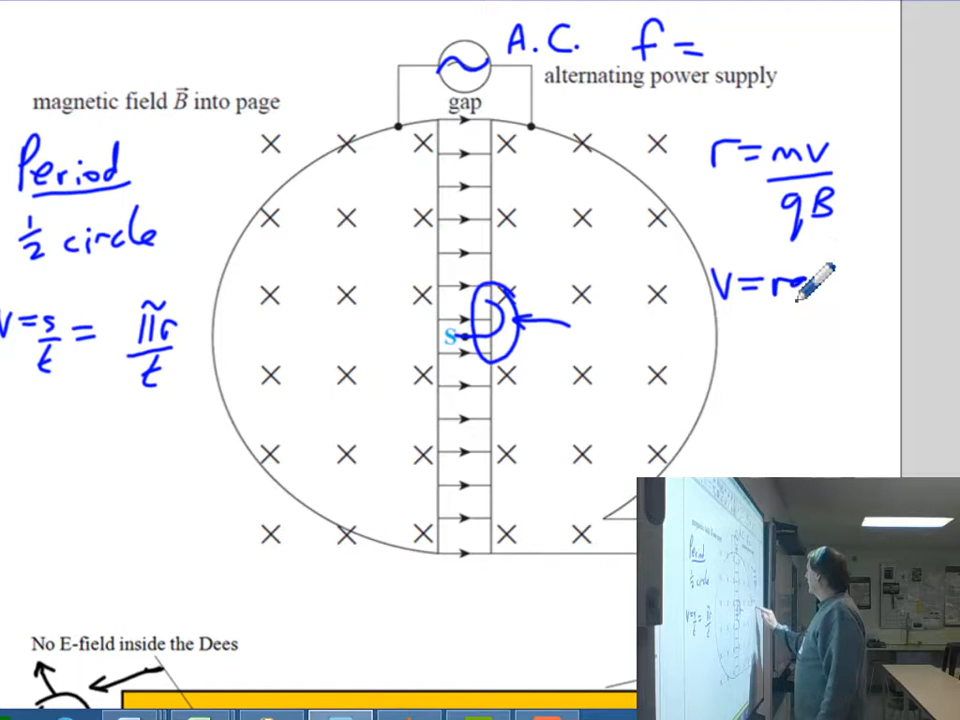 A.C. f =
alternating power supply
magnetic field B⃗ into page
gap
Period
½ circle
r = mv / qB
v = r
v = s/t = πr/t
S
No E-field inside the Dees